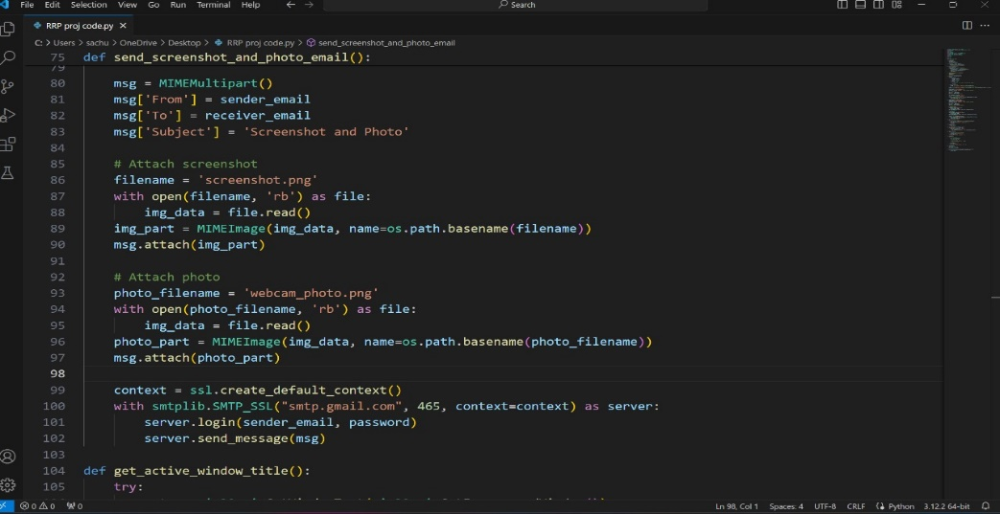 File Edit Selection View Go Run Terminal Help ← → Search
RRP proj code.py ×
C: > Users > sachu > OneDrive > Desktop > RRP proj code.py > send_screenshot_and_photo_email
75 def send_screenshot_and_photo_email():
79
80 msg = MIMEMultipart()
81 msg['From'] = sender_email
82 msg['To'] = receiver_email
83 msg['Subject'] = 'Screenshot and Photo'
84
85 # Attach screenshot
86 filename = 'screenshot.png'
87 with open(filename, 'rb') as file:
88 img_data = file.read()
89 img_part = MIMEImage(img_data, name=os.path.basename(filename))
90 msg.attach(img_part)
91
92 # Attach photo
93 photo_filename = 'webcam_photo.png'
94 with open(photo_filename, 'rb') as file:
95 img_data = file.read()
96 photo_part = MIMEImage(img_data, name=os.path.basename(photo_filename))
97 msg.attach(photo_part)
98
99 context = ssl.create_default_context()
100 with smtplib.SMTP_SSL("smtp.gmail.com", 465, context=context) as server:
101 server.login(sender_email, password)
102 server.send_message(msg)
103
104 def get_active_window_title():
105 try:
0 0 0 Ln 98, Col 1 Spaces: 4 UTF-8 CRLF Python 3.12.2 64-bit